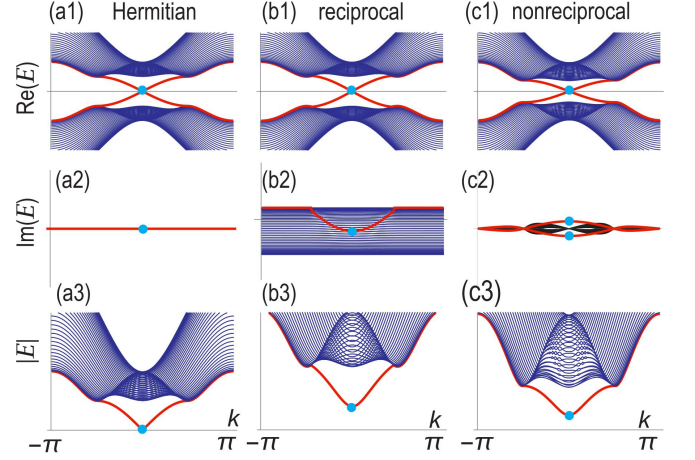 (a1) Hermitian (b1) reciprocal (c1) nonreciprocal
Re(E)
(a2) (b2) (c2)
Im(E)
(a3) (b3) (c3)
|E|
k k k
−π π −π π −π π